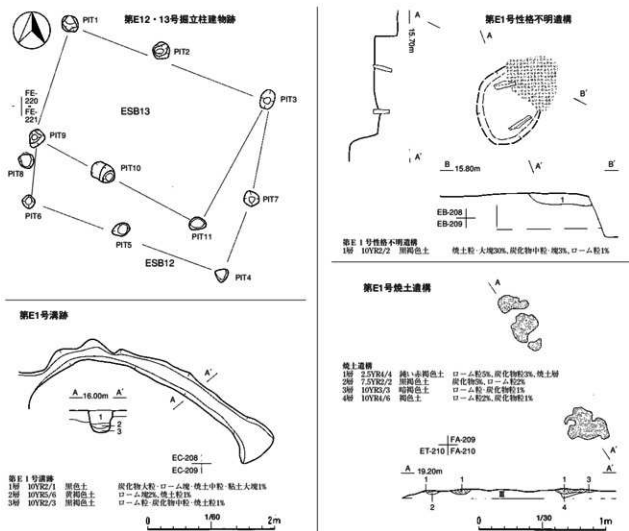 第E12・13号掘立柱建物跡
PIT1
PIT2
PIT3
FE-
220
FE-
221
ESB13
PIT9
PIT8
PIT10
PIT6
PIT7
PIT5
PIT11
ESB12
PIT4
第E1号溝跡
A 16.00m A'
1
2
3
A'
A
EC-208
EC-209
第E1号溝跡
1層 10YR2/1 黒色土 炭化物大粒・ローム塊・焼土中粒・粘土大塊1%
2層 10YR5/6 黄褐色土 ローム塊2%, 焼土粒1%
3層 10YR2/3 黒褐色土 ローム粒・炭化物中粒・焼土粒1%
0 1/60 2m
第E1号性格不明遺構
A
15.70m
A
B'
A'
A'
B 15.80m B'
1
EB-208
EB-209
第E1号性格不明遺構
1層 10YR2/2 黒褐色土 焼土粒・大塊30%, 炭化物中粒・塊3%, ローム粒1%
第E1号焼土遺構
A
焼土遺構
1層 2.5YR4/4 鈍い赤褐色土 ローム粒5%, 炭化物粒3%, 焼土層
2層 7.5YR2/2 黒褐色土 炭化物3%, ローム2%
3層 10YR3/3 暗褐色土 ローム粒・炭化物粒1%
4層 10YR4/6 褐色土 ローム粒2%, 炭化物粒1%
FA-209
ET-210 FA-210
A'
A 19.20m A'
1 1 1 3
2 4
0 1/30 1m